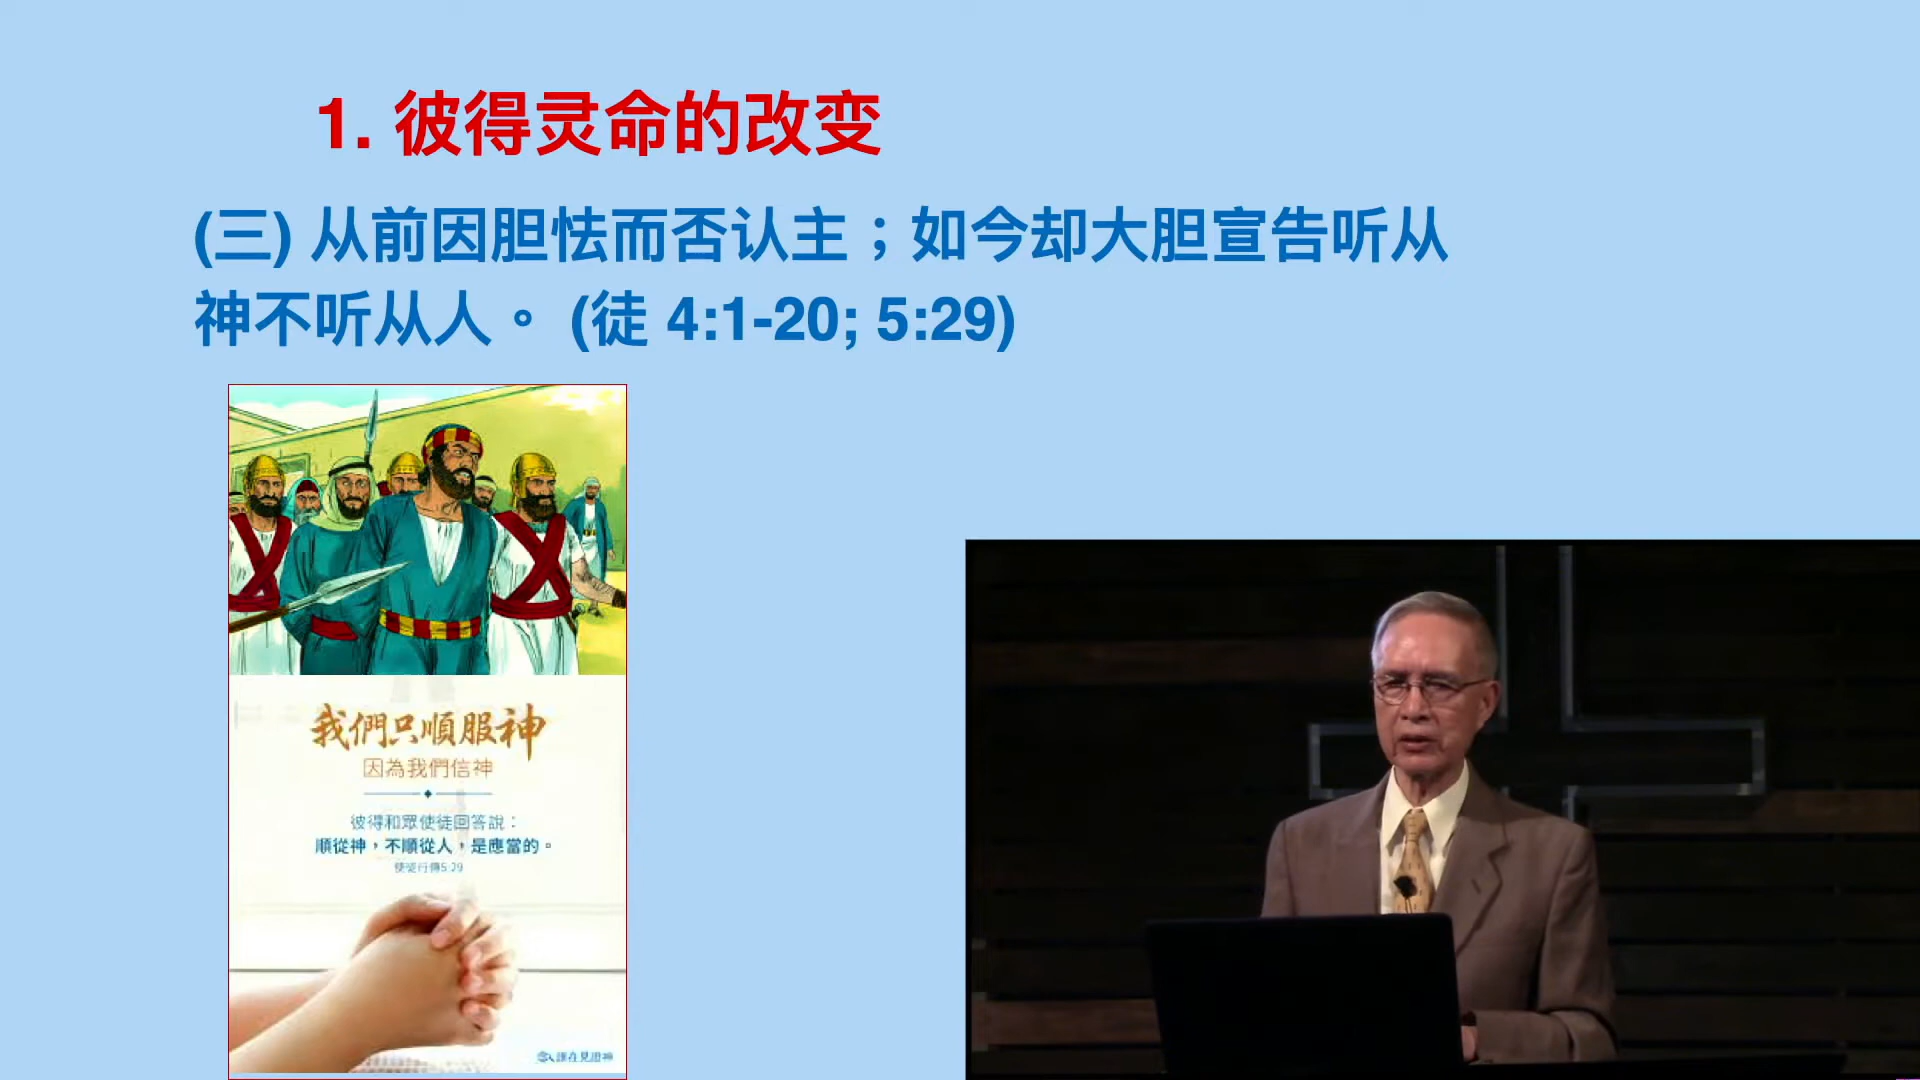 1. 彼得灵命的改变
(三) 从前因胆怯而否认主；如今却大胆宣告听从
神不听从人。 (徒 4:1-20; 5:29)
我們只順服神
因為我們信神
彼得和眾使徒回答說：
順從神，不順從人，是應當的。
使徒行傳5:29